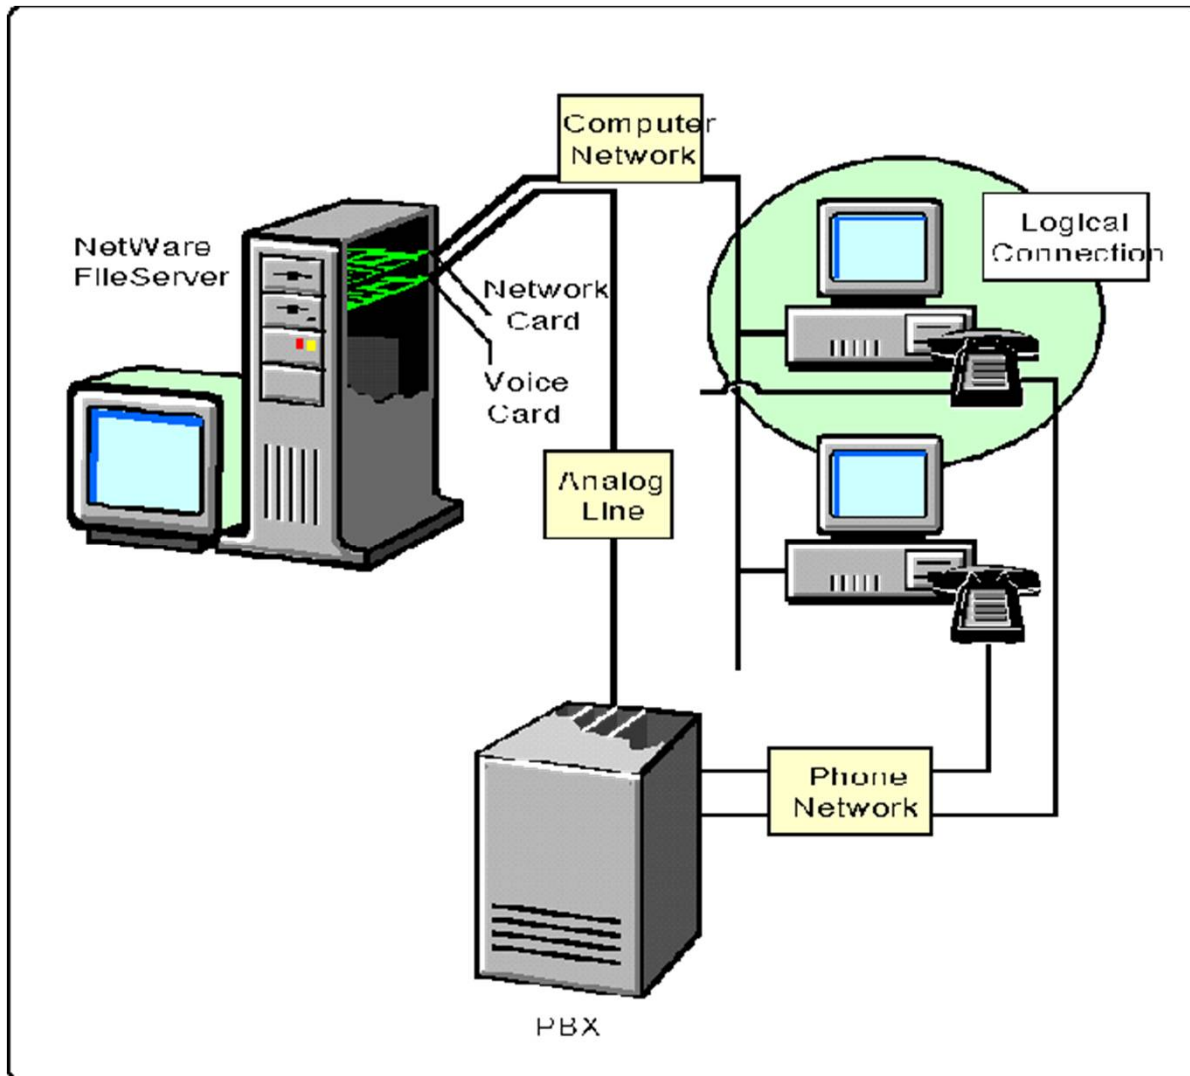 Computer
Network
NetWare
FileServer
Logical
Connection
Network
Card
Voice
Card
Analog
Line
Phone
Network
PBX